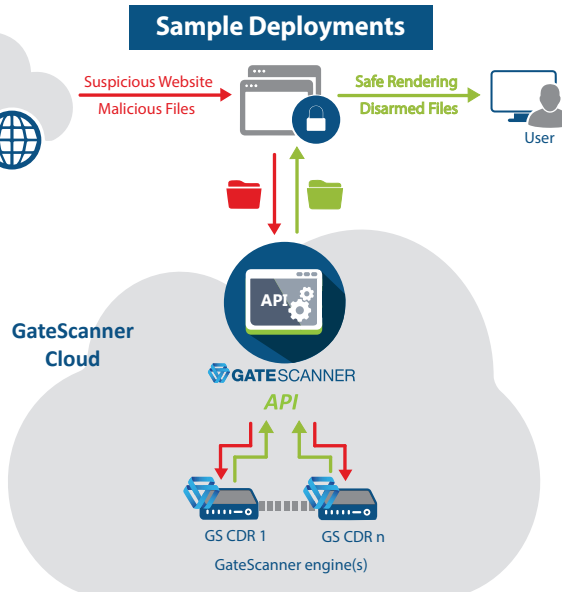 Sample Deployments
Suspicious Website
Malicious Files
Safe Rendering
Disarmed Files
User
API
GateScanner
Cloud
GATESCANNER
API
GS CDR 1
GS CDR n
GateScanner engine(s)